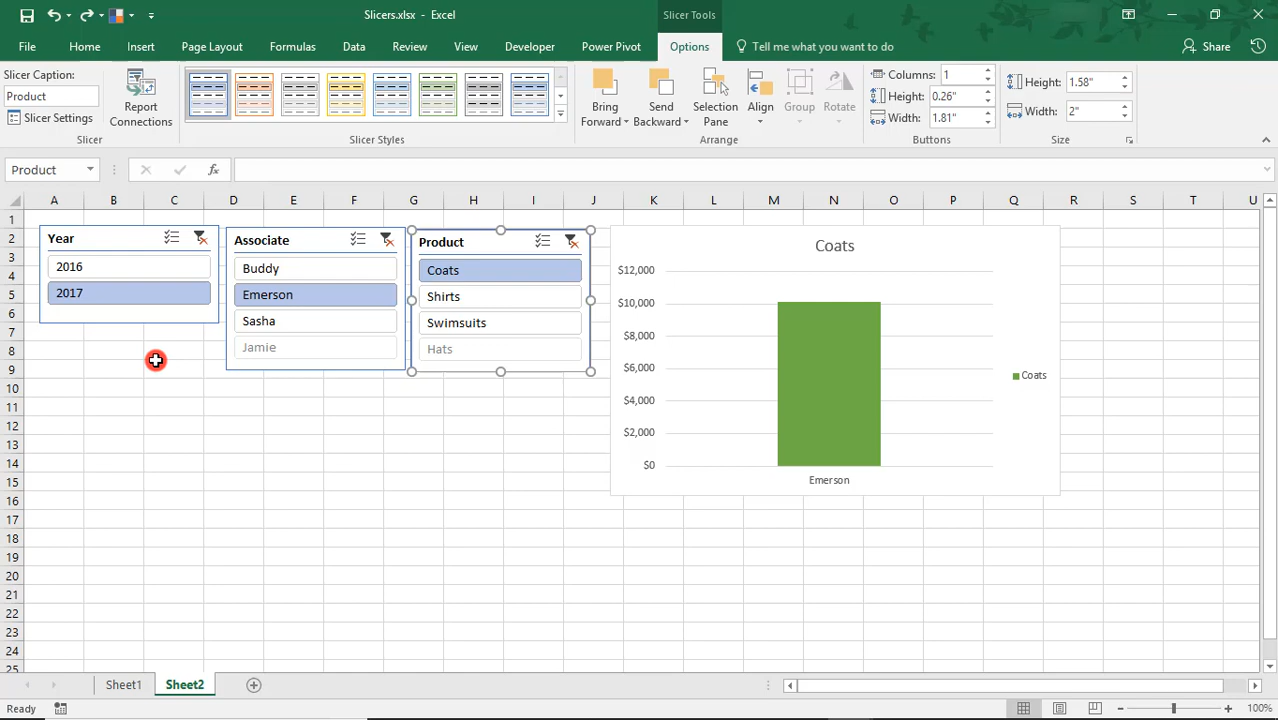 Slicers.xlsx - Excel
Slicer Tools
File Home Insert Page Layout Formulas Data Review View Developer Power Pivot Options Tell me what you want to do Share
Slicer Caption:
Product
Slicer Settings
Report
Connections
Bring
Forward
Send
Backward
Selection
Pane
Align
Group
Rotate
Columns: 1
Height: 0.26"
Width: 1.81"
Height: 1.58"
Width: 2"
Slicer Slicer Styles Arrange Buttons Size
Product
fx
A B C D E F G H I J K L M N O P Q R S T U
1
2
3
4
5
6
7
8
9
10
11
12
13
14
15
16
17
18
19
20
21
22
23
24
25
Year
2016
2017
Associate
Buddy
Emerson
Sasha
Jamie
Product
Coats
Shirts
Swimsuits
Hats
Coats
$12,000
$10,000
$8,000
$6,000
$4,000
$2,000
$0
Emerson
Coats
Sheet1 Sheet2
Ready
100%